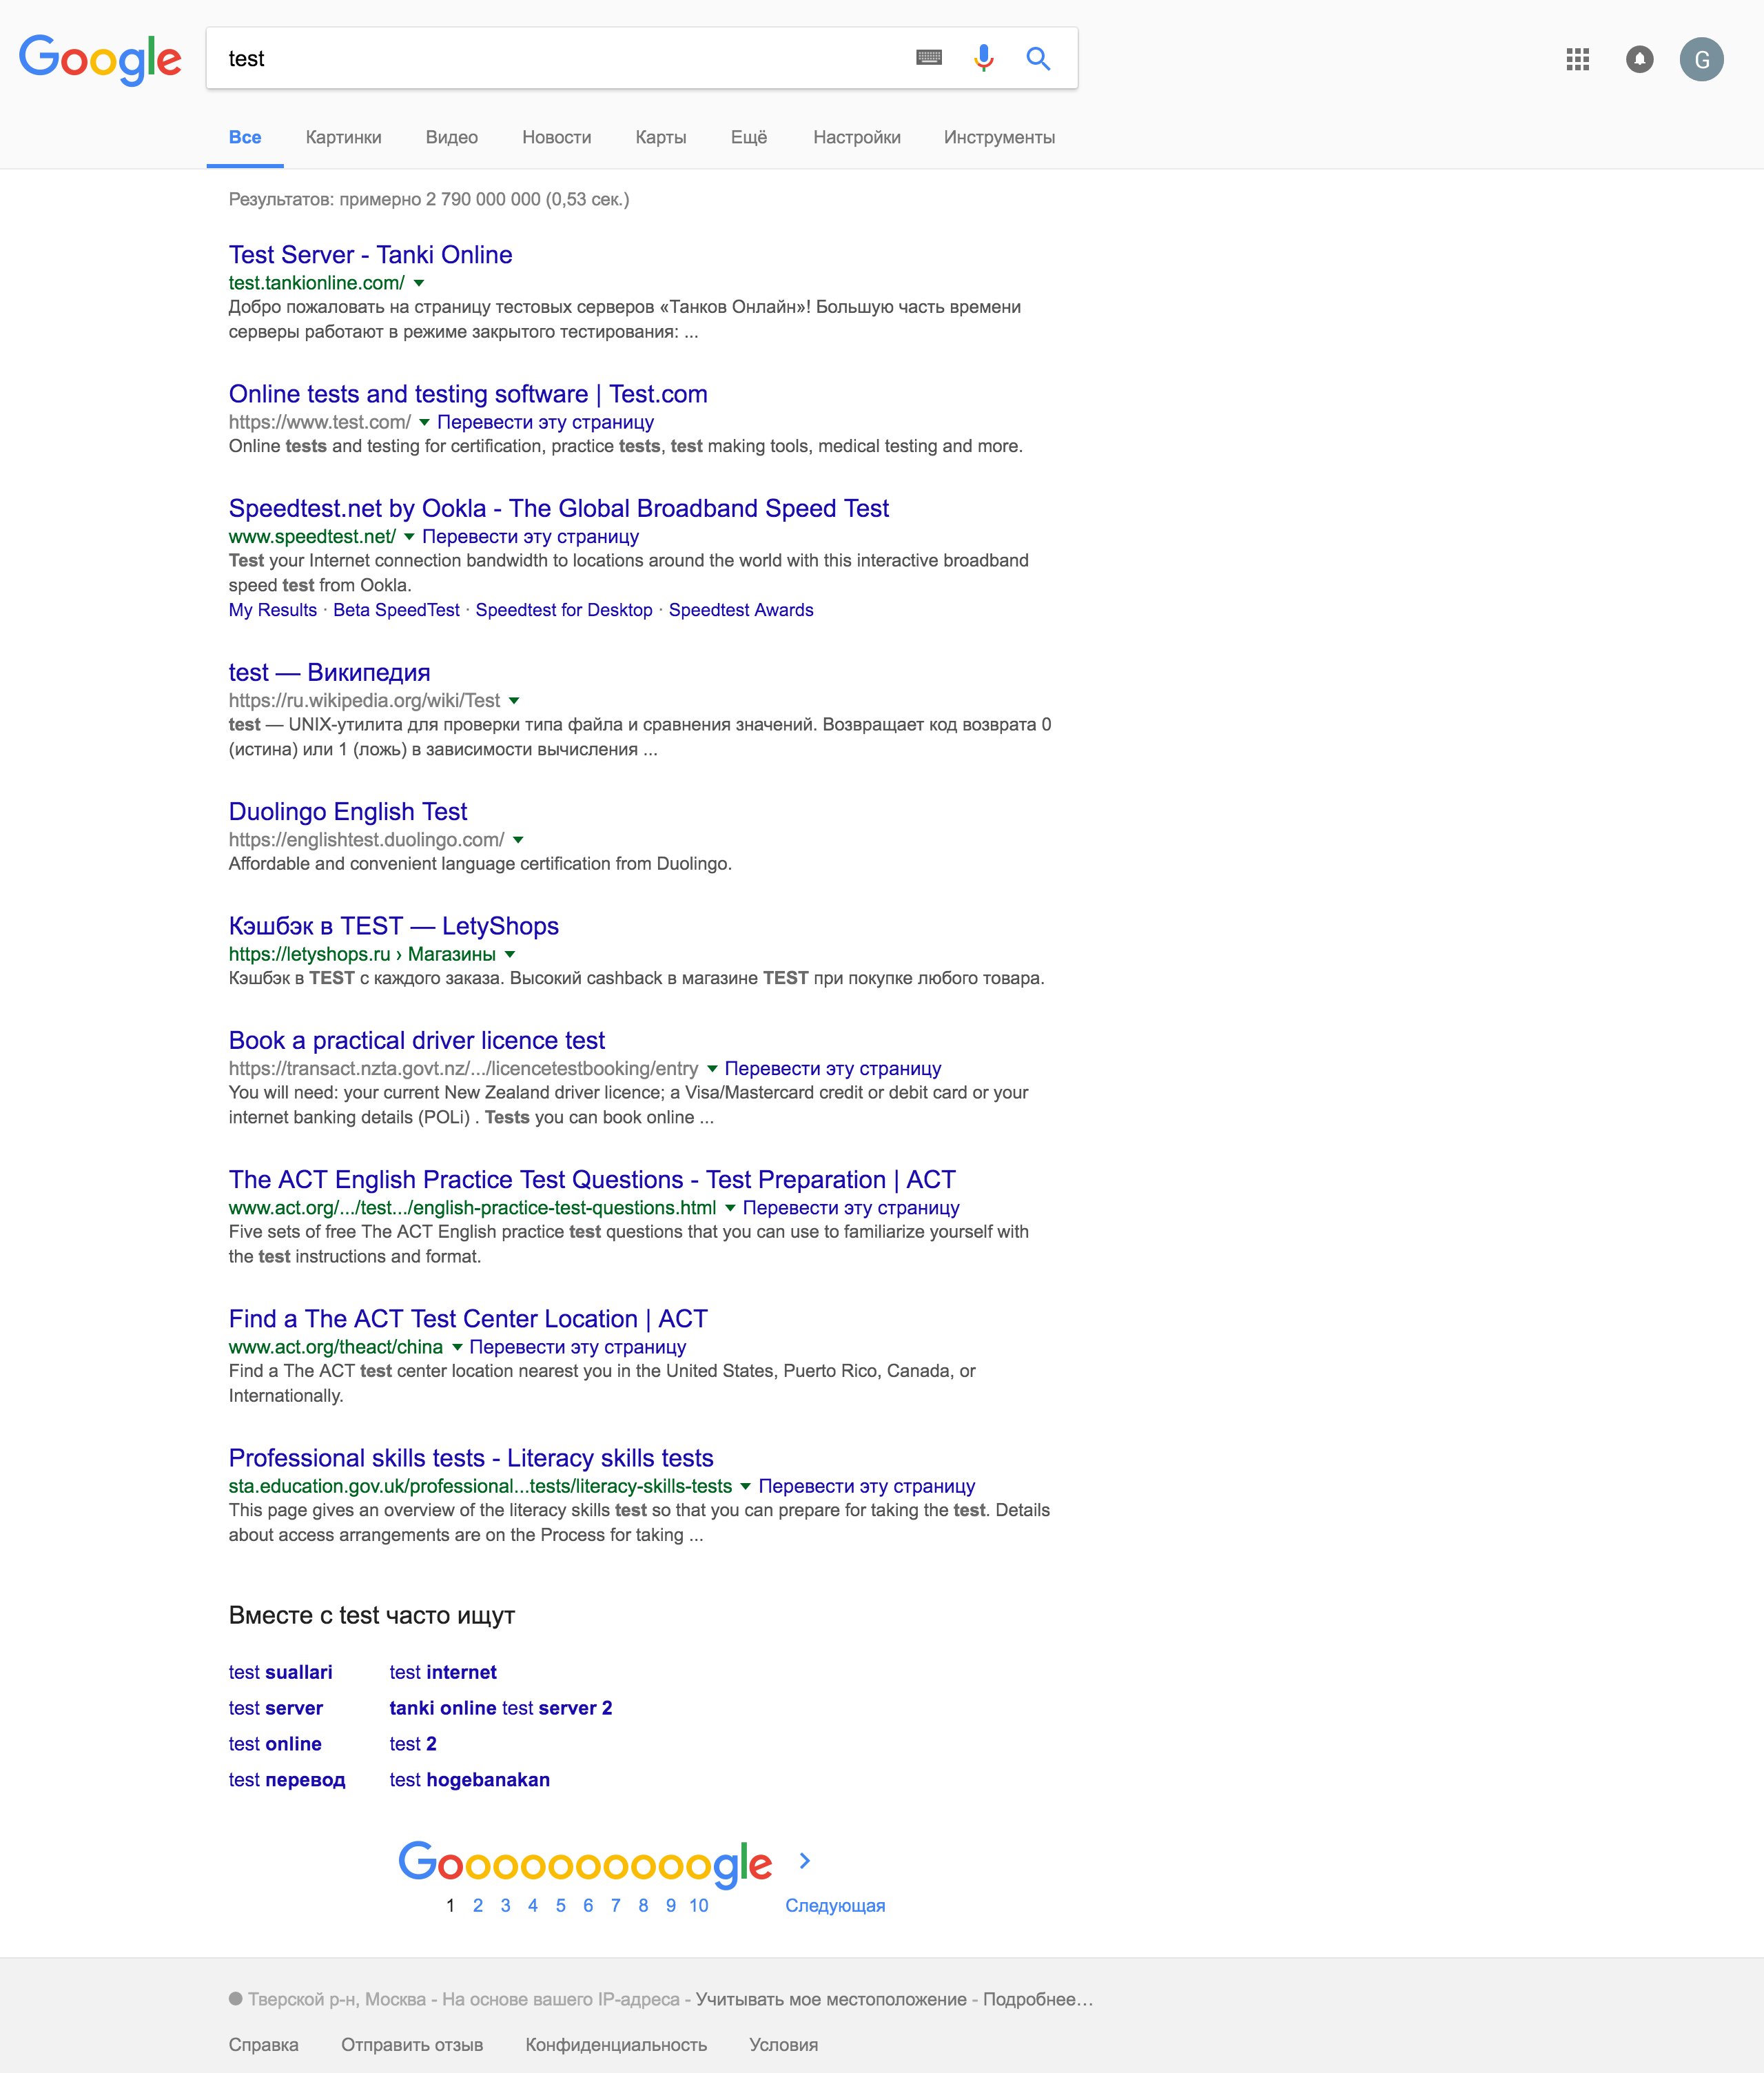 Google
test
G
Все Картинки Видео Новости Карты Ещё Настройки Инструменты
Результатов: примерно 2 790 000 000 (0,53 сек.)
Test Server - Tanki Online
test.tankionline.com/
Добро пожаловать на страницу тестовых серверов «Танков Онлайн»! Большую часть времени
серверы работают в режиме закрытого тестирования: ...
Online tests and testing software | Test.com
https://www.test.com/ Перевести эту страницу
Online tests and testing for certification, practice tests, test making tools, medical testing and more.
Speedtest.net by Ookla - The Global Broadband Speed Test
www.speedtest.net/ Перевести эту страницу
Test your Internet connection bandwidth to locations around the world with this interactive broadband
speed test from Ookla.
My Results · Beta SpeedTest · Speedtest for Desktop · Speedtest Awards
test — Википедия
https://ru.wikipedia.org/wiki/Test
test — UNIX-утилита для проверки типа файла и сравнения значений. Возвращает код возврата 0
(истина) или 1 (ложь) в зависимости вычисления ...
Duolingo English Test
https://englishtest.duolingo.com/
Affordable and convenient language certification from Duolingo.
Кэшбэк в TEST — LetyShops
https://letyshops.ru › Магазины
Кэшбэк в TEST с каждого заказа. Высокий cashback в магазине TEST при покупке любого товара.
Book a practical driver licence test
https://transact.nzta.govt.nz/.../licencetestbooking/entry Перевести эту страницу
You will need: your current New Zealand driver licence; a Visa/Mastercard credit or debit card or your
internet banking details (POLi) . Tests you can book online ...
The ACT English Practice Test Questions - Test Preparation | ACT
www.act.org/.../test.../english-practice-test-questions.html Перевести эту страницу
Five sets of free The ACT English practice test questions that you can use to familiarize yourself with
the test instructions and format.
Find a The ACT Test Center Location | ACT
www.act.org/theact/china Перевести эту страницу
Find a The ACT test center location nearest you in the United States, Puerto Rico, Canada, or
Internationally.
Professional skills tests - Literacy skills tests
sta.education.gov.uk/professional...tests/literacy-skills-tests Перевести эту страницу
This page gives an overview of the literacy skills test so that you can prepare for taking the test. Details
about access arrangements are on the Process for taking ...
Вместе с test часто ищут
test suallari test internet
test server tanki online test server 2
test online test 2
test перевод test hogebanakan
Goooooooooogle
1 2 3 4 5 6 7 8 9 10 Следующая
Тверской р-н, Москва - На основе вашего IP-адреса - Учитывать мое местоположение - Подробнее…
Справка Отправить отзыв Конфиденциальность Условия